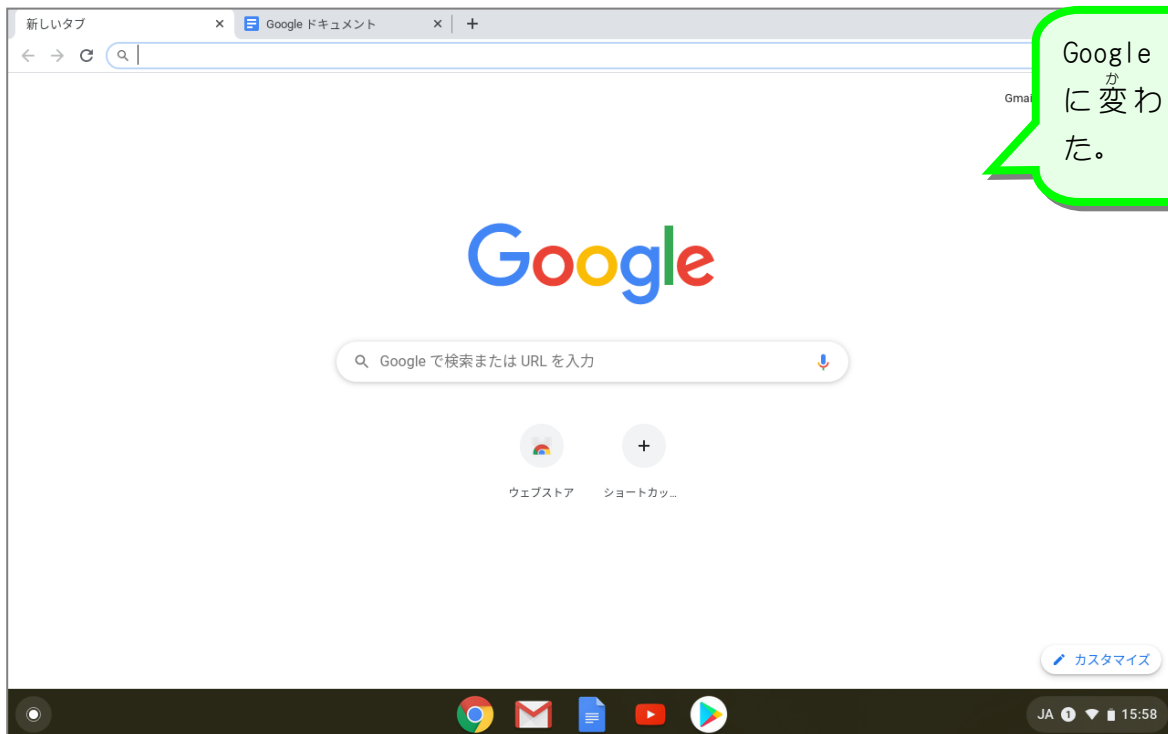 新しいタブ
Google ドキュメント
Google
か
に変わ
た。
Google
Google で検索または URL を入力
ウェブストア
ショートカッ...
カスタマイズ
JA 1 15:58